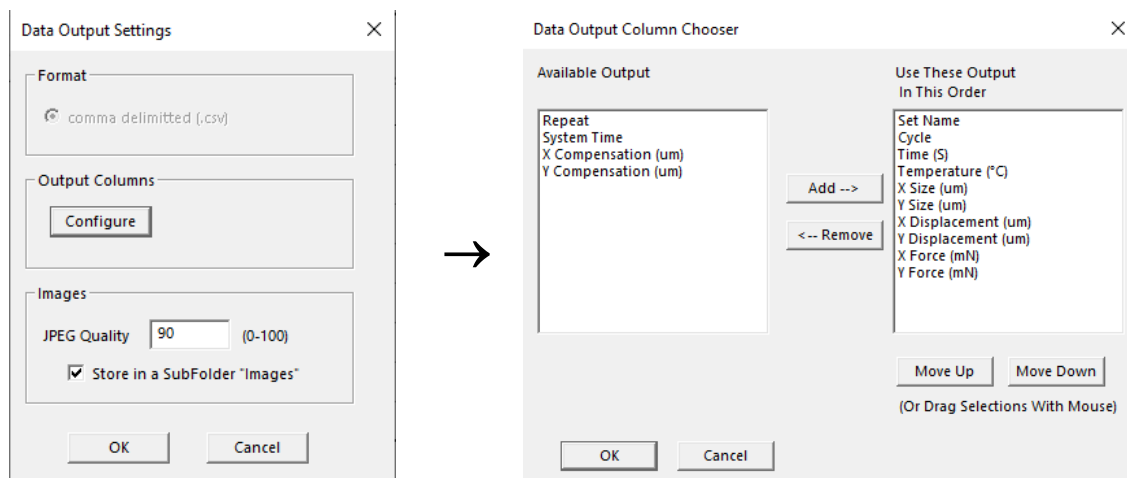 Data Output Settings
Format
comma delimitted (.csv)
Output Columns
Configure
Images
JPEG Quality 90 (0-100)
Store in a SubFolder "Images"
OK Cancel
→
Data Output Column Chooser
Available Output
Repeat
System Time
X Compensation (um)
Y Compensation (um)
Add -->
<-- Remove
Use These Output
In This Order
Set Name
Cycle
Time (S)
Temperature (°C)
X Size (um)
Y Size (um)
X Displacement (um)
Y Displacement (um)
X Force (mN)
Y Force (mN)
Move Up Move Down
(Or Drag Selections With Mouse)
OK Cancel